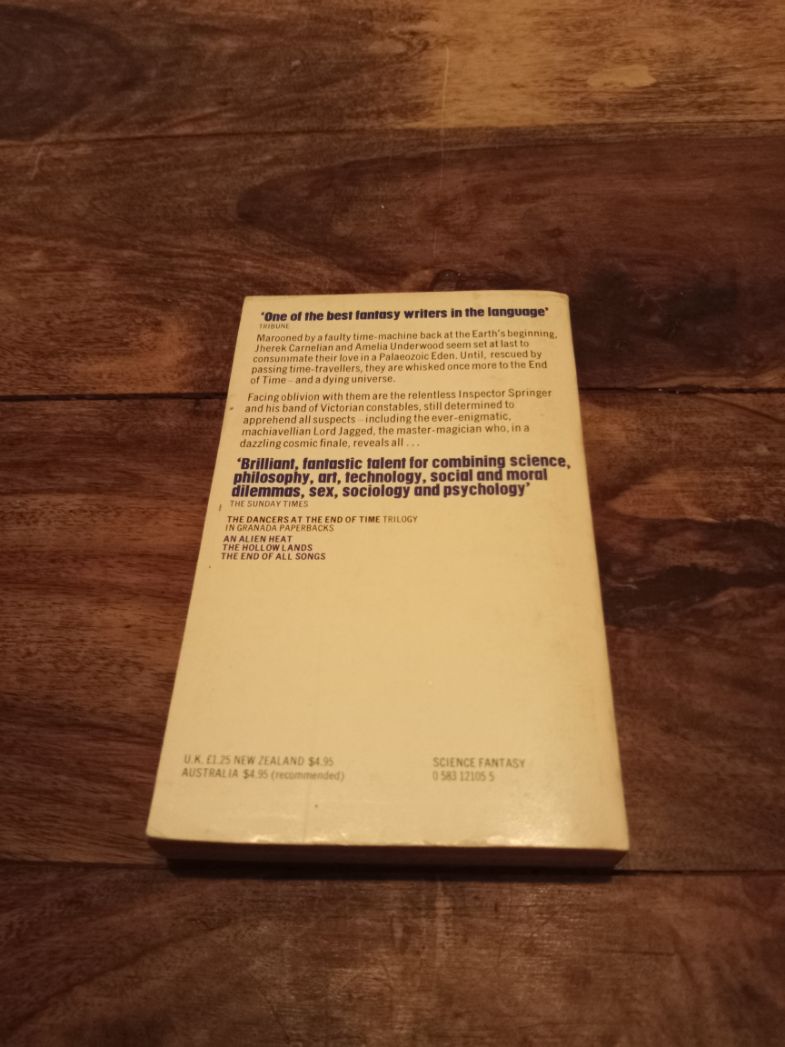 ‘One of the best fantasy writers in the language’
TRIBUNE
Marooned by a faulty time-machine back at the Earth's beginning,
Jherek Carnelian and Amelia Underwood seem set at last to
consummate their love in a Palaeozoic Eden. Until, rescued by
passing time-travellers, they are whisked once more to the End
of Time – and a dying universe.
Facing oblivion with them are the relentless Inspector Springer
and his band of Victorian constables, still determined to
apprehend all suspects – including the ever-enigmatic,
machiavellian Lord Jagged, the master-magician who, in a
dazzling cosmic finale, reveals all . . .
‘Brilliant, fantastic talent for combining science,
philosophy, art, technology, social and moral
dilemmas, sex, sociology and psychology’
THE SUNDAY TIMES
THE DANCERS AT THE END OF TIME TRILOGY
IN GRANADA PAPERBACKS
AN ALIEN HEAT
THE HOLLOW LANDS
THE END OF ALL SONGS
U.K. £1.25 NEW ZEALAND $4.95
AUSTRALIA $4.95 (recommended)
SCIENCE FANTASY
0 583 12105 5